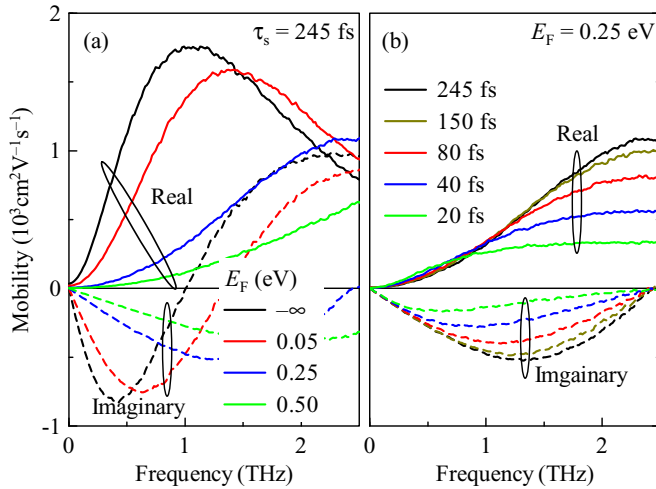 (a)
τs = 245 fs
(b)
EF = 0.25 eV
2
1
0
-1
Mobility (10³cm²V⁻¹s⁻¹)
Real
Imaginary
EF (eV)
–∞
0.05
0.25
0.50
0
1
2
Frequency (THz)
245 fs
150 fs
80 fs
40 fs
20 fs
Real
Imgainary
0
1
2
Frequency (THz)